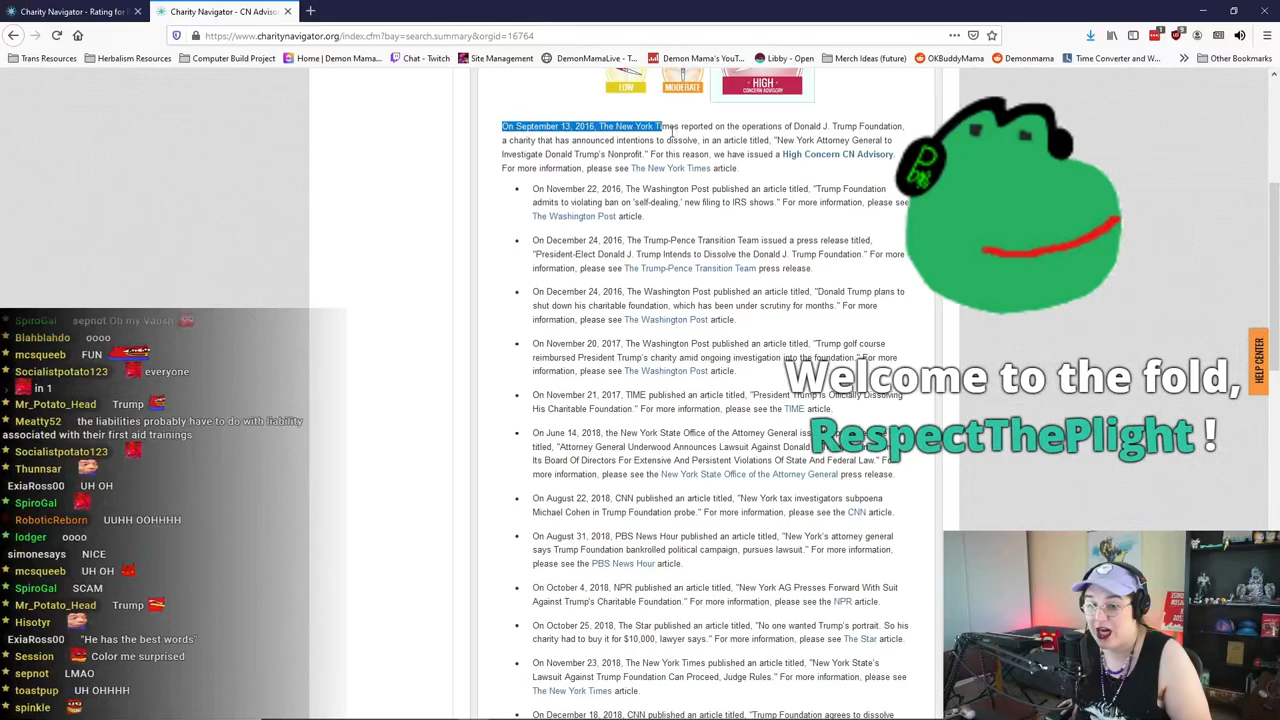 Charity Navigator - Rating for
Charity Navigator - CN Advisor
https://www.charitynavigator.org/index.cfm?bay=search.summary&orgid=16764
Trans Resources
Herbalism Resources
Computer Build Project
Home | Demon Mama...
Chat - Twitch
Site Management
DemonMamaLive - T...
Demon Mama's YouT...
Libby - Open
Merch Ideas (future)
OKBuddyMama
Demonmama
Time Converter and W...
Other Bookmarks
LOW
MODERATE
HIGH
CONCERN ADVISORY
On September 13, 2016, The New York Times reported on the operations of Donald J. Trump Foundation,
a charity that has announced intentions to dissolve, in an article titled, "New York Attorney General to
Investigate Donald Trump's Nonprofit." For this reason, we have issued a High Concern CN Advisory.
For more information, please see The New York Times article.
On November 22, 2016, The Washington Post published an article titled, "Trump Foundation
admits to violating ban on 'self-dealing,' new filing to IRS shows." For more information, please see
The Washington Post article.
On December 24, 2016, The Trump-Pence Transition Team issued a press release titled,
"President-Elect Donald J. Trump Intends to Dissolve the Donald J. Trump Foundation." For more
information, please see The Trump-Pence Transition Team press release.
On December 24, 2016, The Washington Post published an article titled, "Donald Trump plans to
shut down his charitable foundation, which has been under scrutiny for months." For more
information, please see The Washington Post article.
On November 20, 2017, The Washington Post published an article titled, "Trump golf course
reimbursed President Trump's charity amid ongoing investigation into the foundation." For more
information, please see The Washington Post article.
On November 21, 2017, TIME published an article titled, "President Trump is Officially Dissolving
His Charitable Foundation." For more information, please see the TIME article.
On June 14, 2018, the New York State Office of the Attorney General
titled, "Attorney General Underwood Announces Lawsuit Against
Its Board Of Directors For Extensive And Persistent Violations Of State And Federal Law." For
more information, please see the New York State Office of the Attorney General press release.
On August 22, 2018, CNN published an article titled, "New York tax investigators subpoena
Michael Cohen in Trump Foundation probe." For more information, please see the CNN article.
On August 31, 2018, PBS News Hour published an article titled, "New York's attorney general
says Trump Foundation bankrolled political campaign, pursues lawsuit." For more information,
please see the PBS News Hour article.
On October 4, 2018, NPR published an article titled, "New York AG Presses Forward With Suit
Against Trump's Charitable Foundation." For more information, please see the NPR article.
On October 25, 2018, The Star published an article titled, "No one wanted Trump's portrait. So his
charity had to buy it for $10,000, lawyer says." For more information, please see The Star article.
On November 23, 2018, The New York Times published an article titled, "New York State's
Lawsuit Against Trump Foundation Can Proceed, Judge Rules." For more information, please see
The New York Times article.
On December 18, 2018, CNN published an article titled, "Trump Foundation agrees to dissolve
HELP CENTER
Welcome to the fold,
RespectThePlight !
SpiroGal sepnot Oh my Vaush
Blahblahdo oooo
mcsqueeb FUN
Socialistpotato123 everyone
in 1
Mr_Potato_Head Trump
Meatty52 the liabilities probably have to do with liability
associated with their first aid trainings
Socialistpotato123
Thunnsar
ExiaRoss00 UH OH
SpiroGal
RoboticReborn UUHH OOHHHH
lodger oooo
simonesays NICE
mcsqueeb UH OH
SpiroGal SCAM
Mr_Potato_Head Trump
Hisotyr
ExiaRoss00 "He has the best words"
Session Color me surprised
sepnot LMAO
toastpup UH OHHHH
spinkle